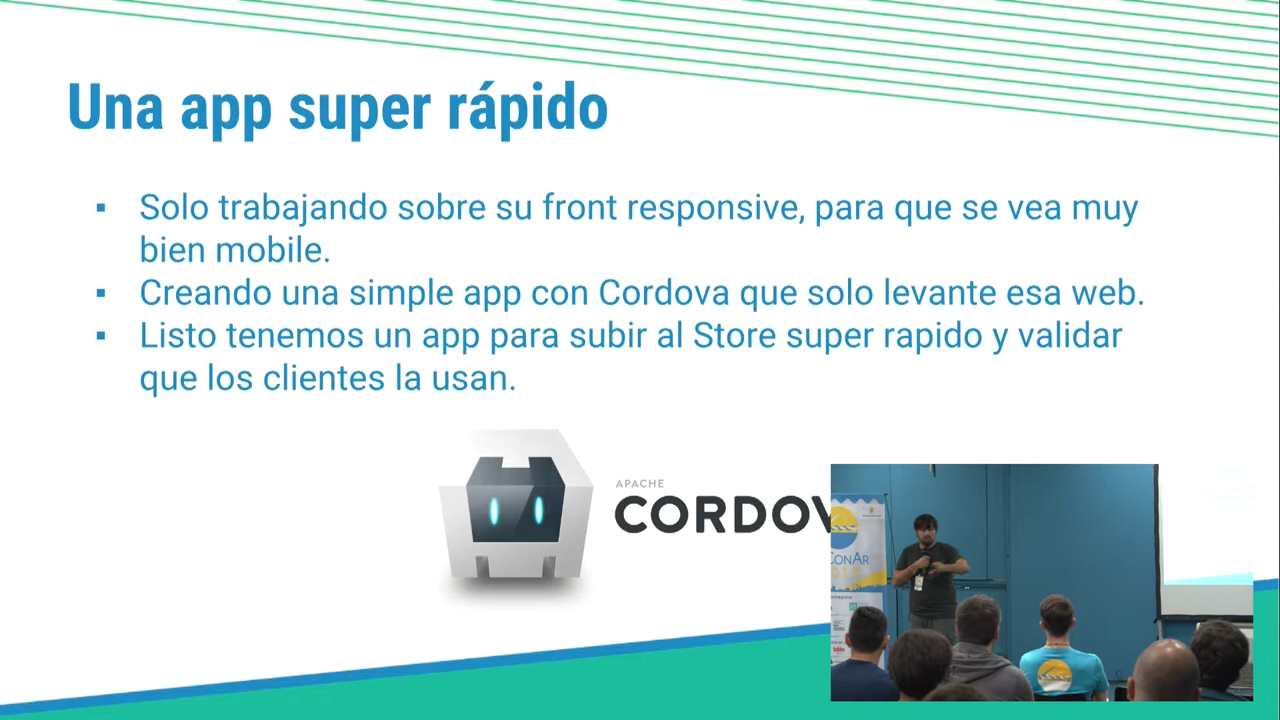 Una app super rápido
▪ Solo trabajando sobre su front responsive, para que se vea muy
bien mobile.
▪ Creando una simple app con Cordova que solo levante esa web.
▪ Listo tenemos un app para subir al Store super rapido y validar
que los clientes la usan.
APACHE
CORDOV
ConAr